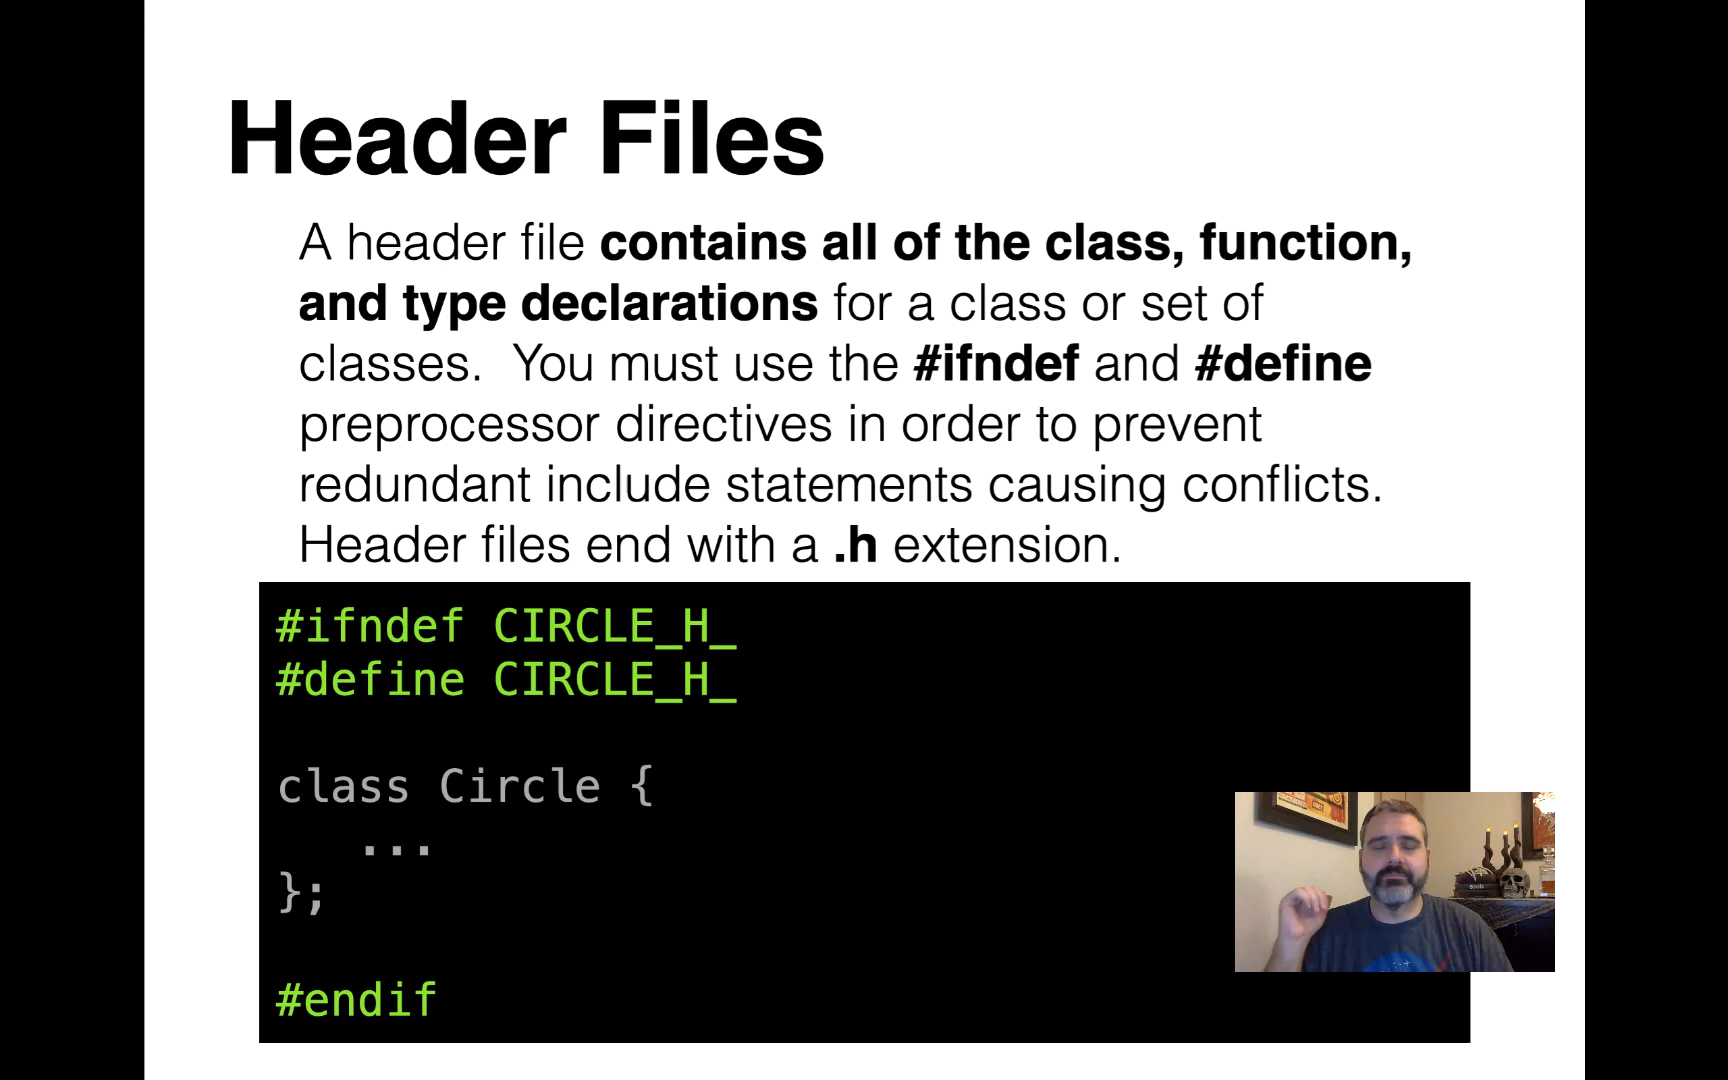 Header Files
A header file contains all of the class, function,
and type declarations for a class or set of
classes.  You must use the #ifndef and #define
preprocessor directives in order to prevent
redundant include statements causing conflicts.
Header files end with a .h extension.
#ifndef CIRCLE_H_
#define CIRCLE_H_
class Circle {
...
};
#endif